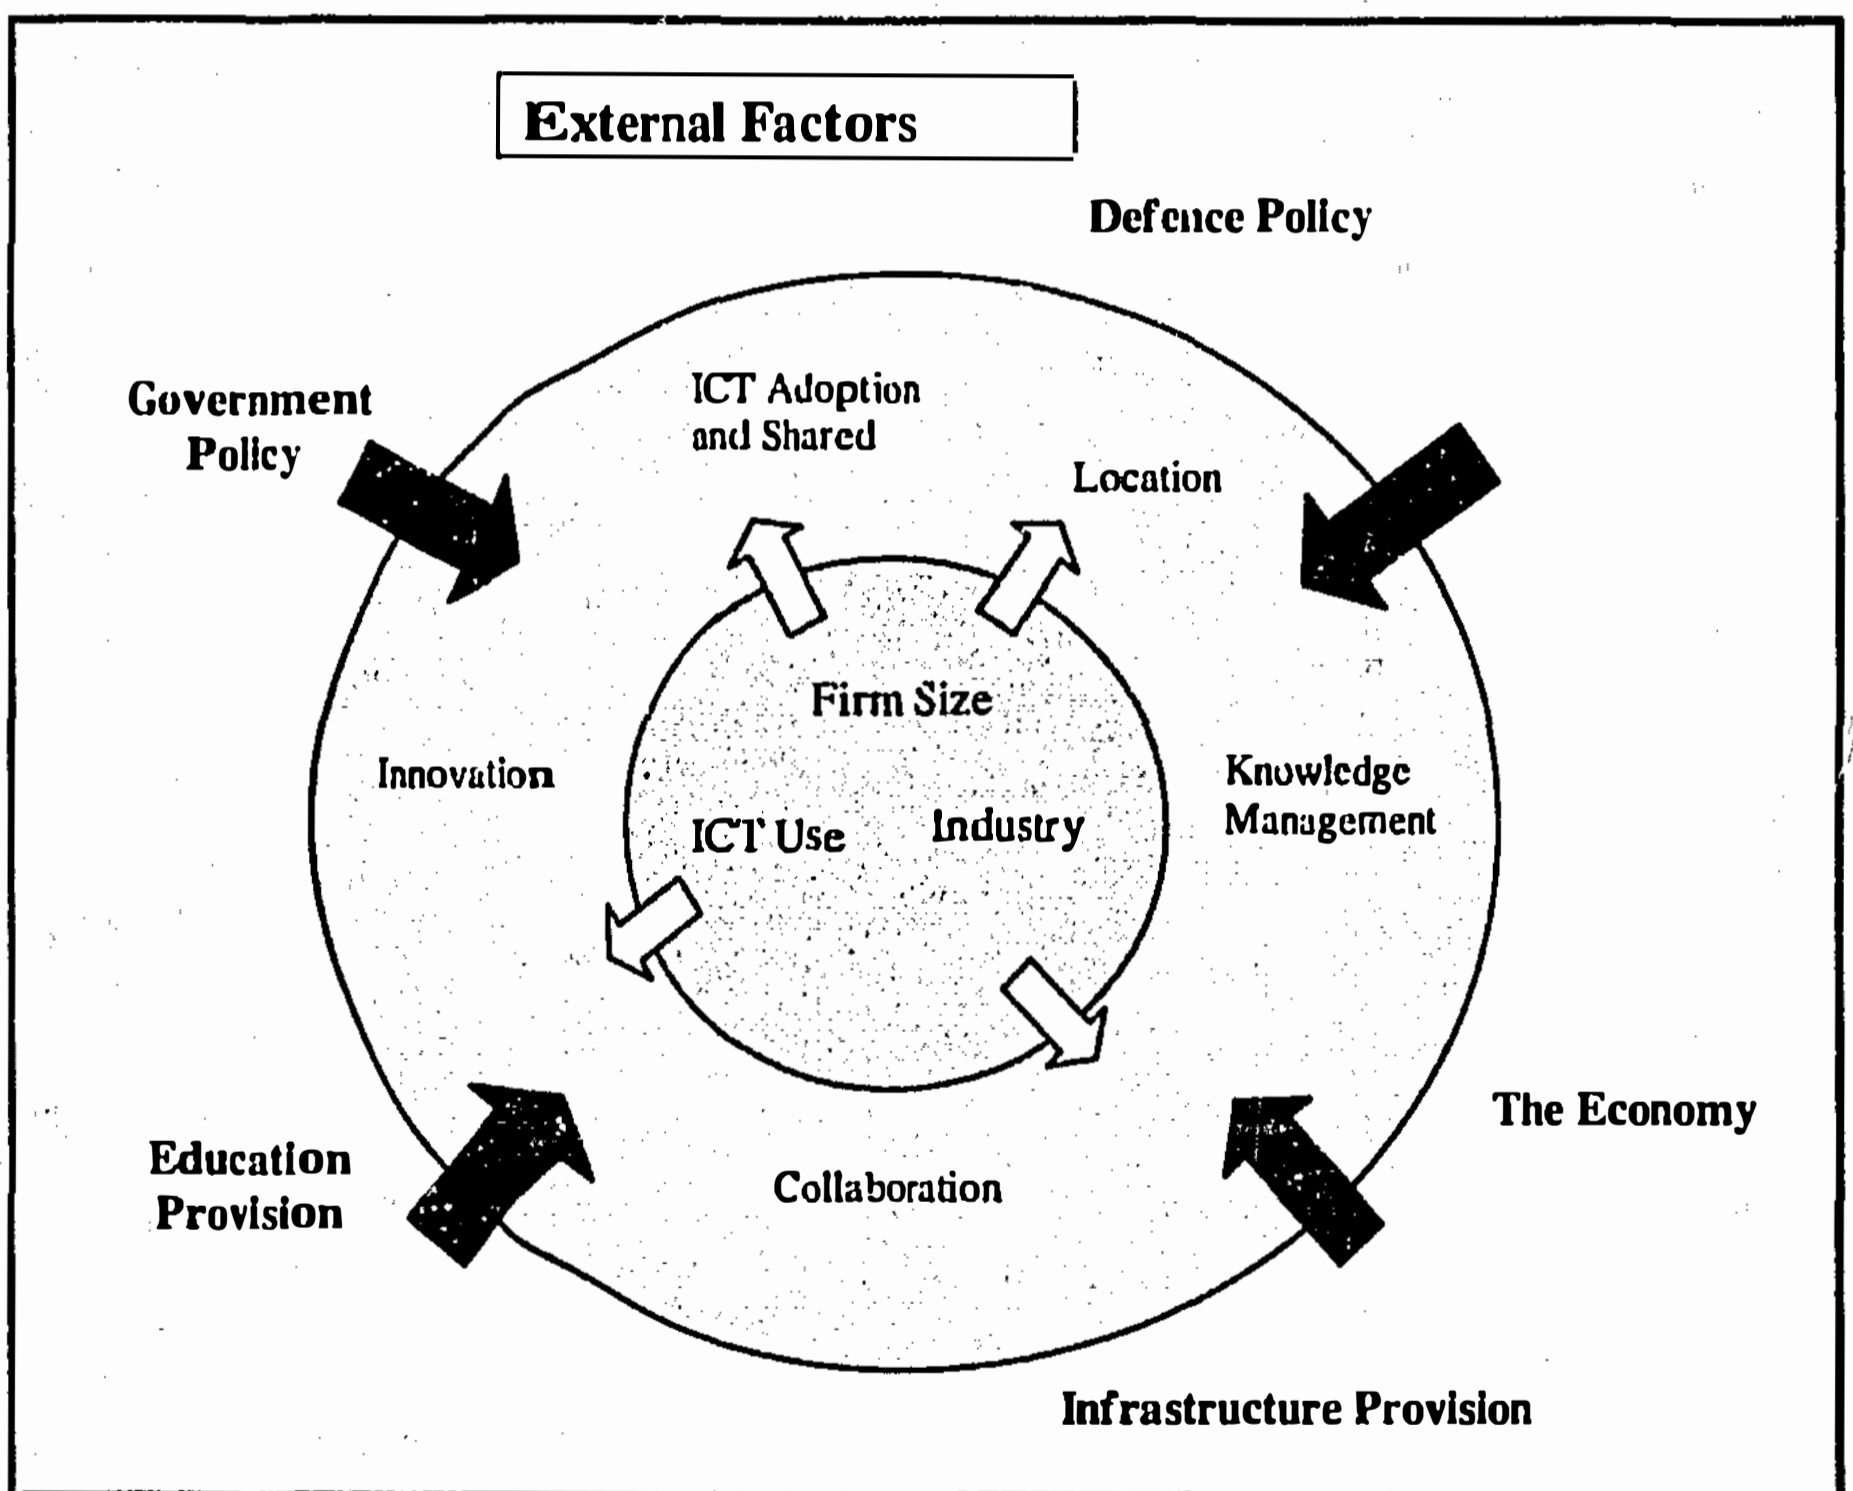 External Factors
Defence Policy
Government
Policy
ICT Adoption
and Shared
Location
Firm Size
Innovation
Knowledge
Management
ICT Use
Industry
The Economy
Education
Provision
Collaboration
Infrastructure Provision